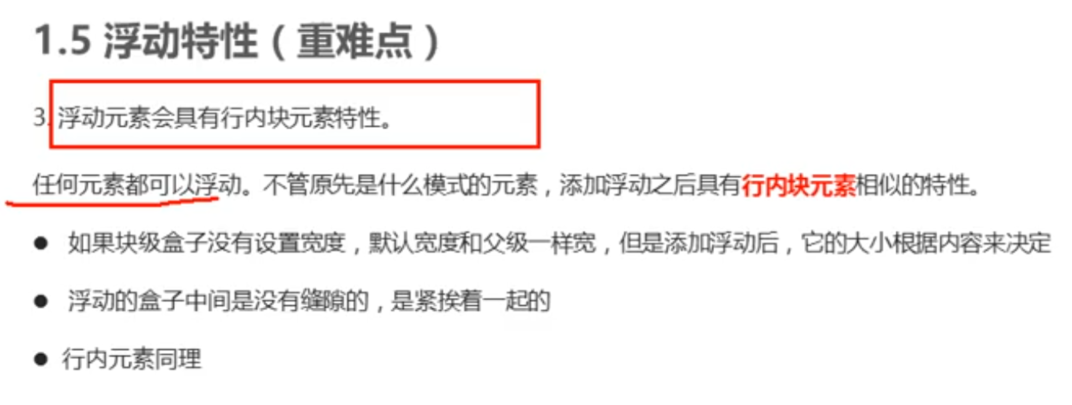 1.5 浮动特性（重难点）
3. 浮动元素会具有行内块元素特性。
任何元素都可以浮动。不管原先是什么模式的元素，添加浮动之后具有行内块元素相似的特性。
● 如果块级盒子没有设置宽度，默认宽度和父级一样宽，但是添加浮动后，它的大小根据内容来决定
● 浮动的盒子中间是没有缝隙的，是紧挨着一起的
● 行内元素同理